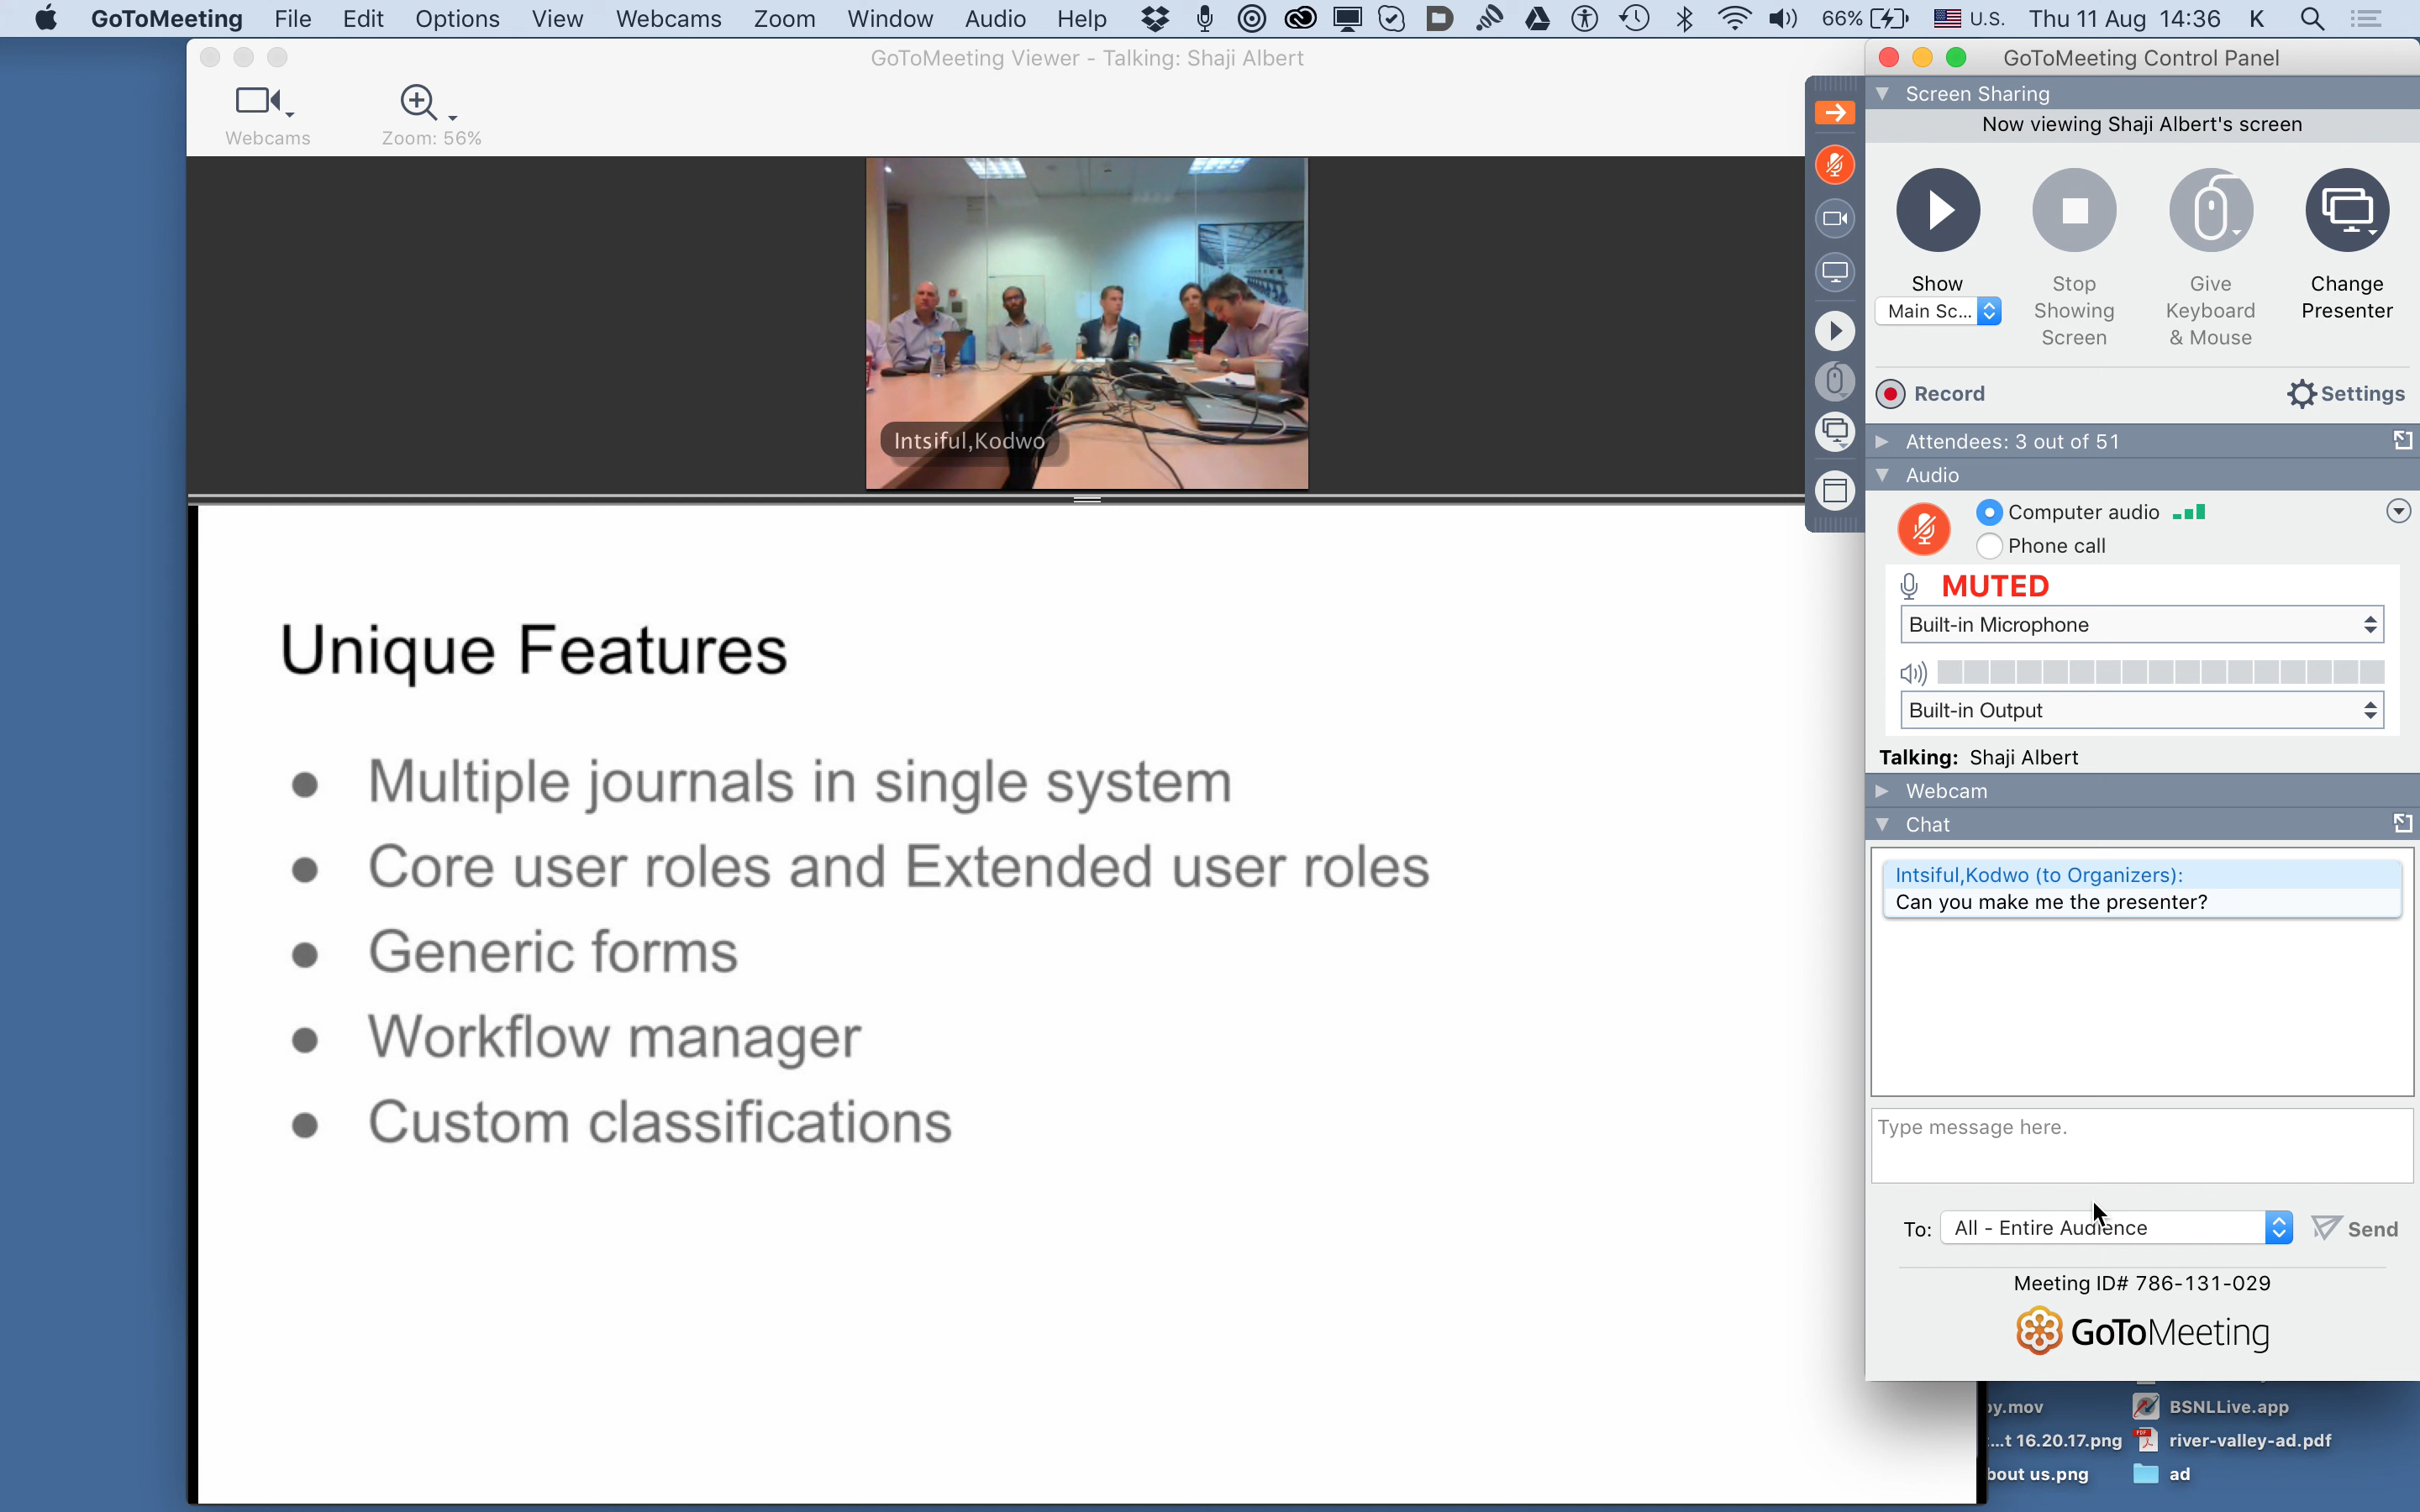 GoToMeeting File Edit Options View Webcams Zoom Window Audio Help 66% U.S. Thu 11 Aug 14:36 K
GoToMeeting Viewer - Talking: Shaji Albert
Webcams
Zoom: 56%
Intsiful,Kodwo
Unique Features
Multiple journals in single system
Core user roles and Extended user roles
Generic forms
Workflow manager
Custom classifications
GoToMeeting Control Panel
Screen Sharing
Now viewing Shaji Albert's screen
Show
Main Sc...
Stop
Showing
Screen
Give
Keyboard
& Mouse
Change
Presenter
Record
Settings
Attendees: 3 out of 51
Audio
Computer audio
Phone call
MUTED
Built-in Microphone
Built-in Output
Talking: Shaji Albert
Webcam
Chat
Intsiful,Kodwo (to Organizers):
Can you make me the presenter?
Type message here.
To: All - Entire Audience Send
Meeting ID# 786-131-029
GoToMeeting
py.mov BSNLLive.app
...t 16.20.17.png river-valley-ad.pdf
bout us.png ad